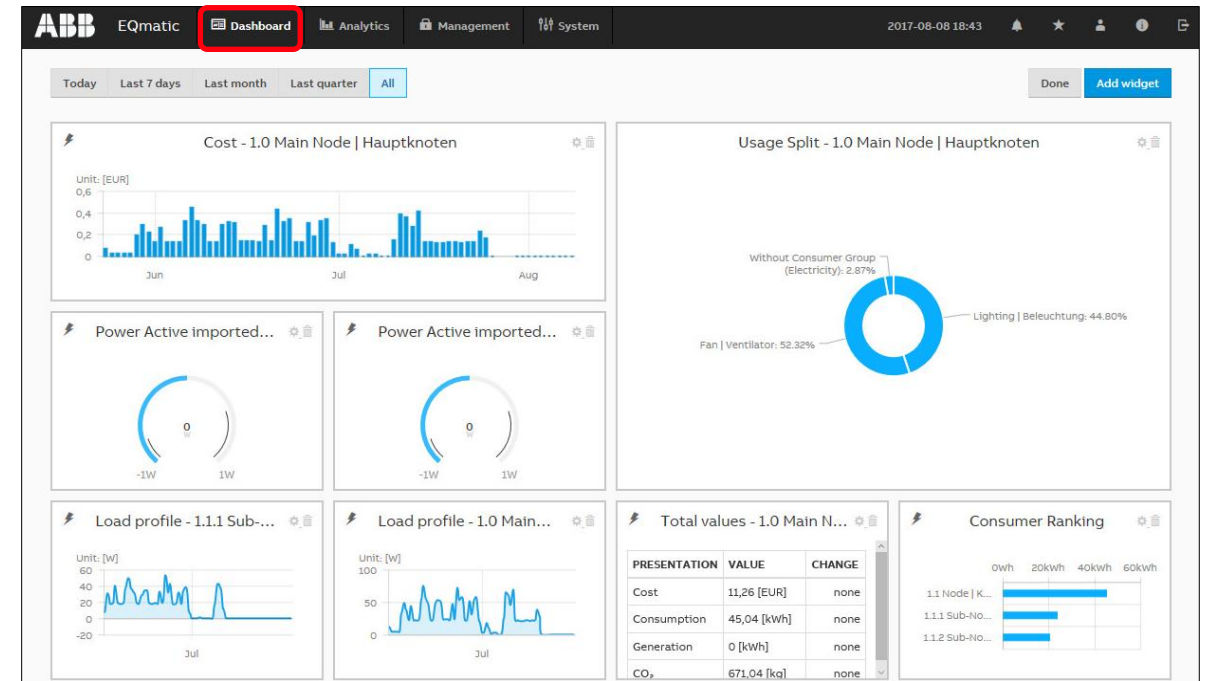 ABB EQmatic Dashboard Analytics Management System 2017-08-08 18:43
Today Last 7 days Last month Last quarter All Done Add widget
Cost - 1.0 Main Node | Hauptknoten
Unit: [EUR]
0,6
0,4
0,2
0
Jun Jul Aug
Usage Split - 1.0 Main Node | Hauptknoten
Without Consumer Group
(Electricity): 2.87%
Lighting | Beleuchtung: 44.80%
Fan | Ventilator: 52.32%
Power Active imported...
0
W
-1W 1W
Power Active imported...
0
W
-1W 1W
Load profile - 1.1.1 Sub-...
Unit: [W]
60
40
20
0
-20
Jul
Load profile - 1.0 Main...
Unit: [W]
100
50
0
Jul
Total values - 1.0 Main N...
PRESENTATION VALUE CHANGE
Cost 11,26 [EUR] none
Consumption 45,04 [kWh] none
Generation 0 [kWh] none
CO₂ 671,04 [kg] none
Consumer Ranking
0Wh 20kWh 40kWh 60kWh
1.1 Node | K...
1.1.1 Sub-No...
1.1.2 Sub-No...